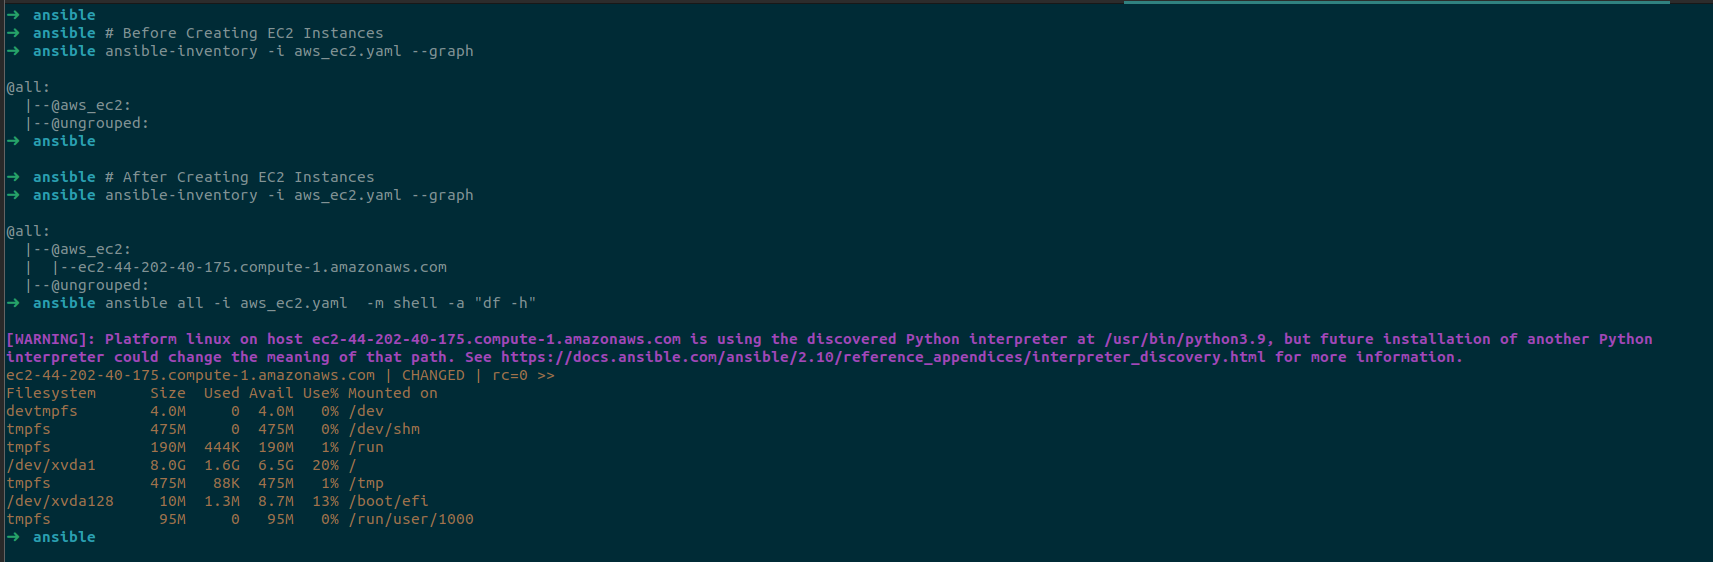 ➜ ansible
➜ ansible # Before Creating EC2 Instances
➜ ansible ansible-inventory -i aws_ec2.yaml --graph
@all:
  |--@aws_ec2:
  |--@ungrouped:
➜ ansible
➜ ansible # After Creating EC2 Instances
➜ ansible ansible-inventory -i aws_ec2.yaml --graph
@all:
  |--@aws_ec2:
  |  |--ec2-44-202-40-175.compute-1.amazonaws.com
  |--@ungrouped:
➜ ansible ansible all -i aws_ec2.yaml  -m shell -a "df -h"
[WARNING]: Platform linux on host ec2-44-202-40-175.compute-1.amazonaws.com is using the discovered Python interpreter at /usr/bin/python3.9, but future installation of another Python
interpreter could change the meaning of that path. See https://docs.ansible.com/ansible/2.10/reference_appendices/interpreter_discovery.html for more information.
ec2-44-202-40-175.compute-1.amazonaws.com | CHANGED | rc=0 >>
Filesystem      Size  Used Avail Use% Mounted on
devtmpfs        4.0M     0  4.0M   0% /dev
tmpfs           475M     0  475M   0% /dev/shm
tmpfs           190M  444K  190M   1% /run
/dev/xvda1      8.0G  1.6G  6.5G  20% /
tmpfs           475M   88K  475M   1% /tmp
/dev/xvda128     10M  1.3M  8.7M  13% /boot/efi
tmpfs            95M     0   95M   0% /run/user/1000
➜ ansible